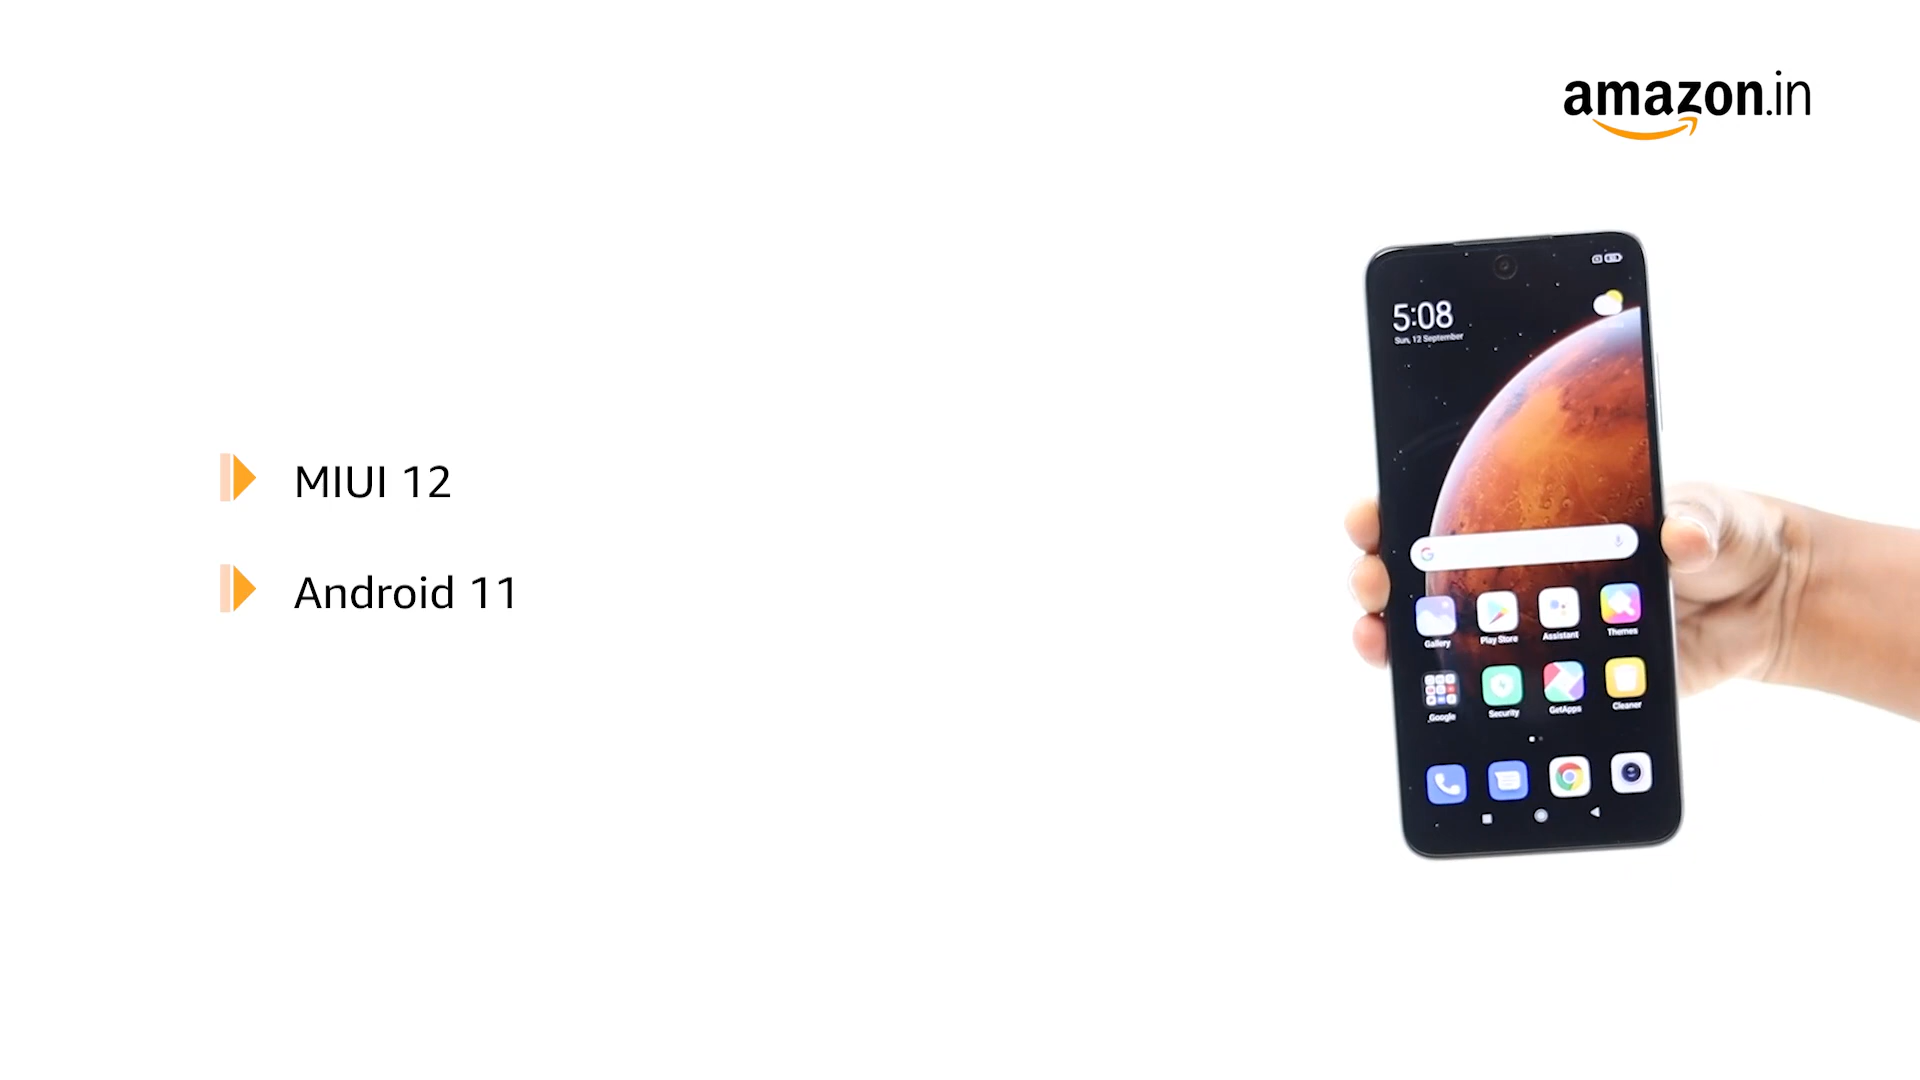 amazon.in
MIUI 12
Android 11
5:08
Sun, 12 September
Gallery
Play Store
Assistant
Themes
Google
Security
GetApps
Cleaner